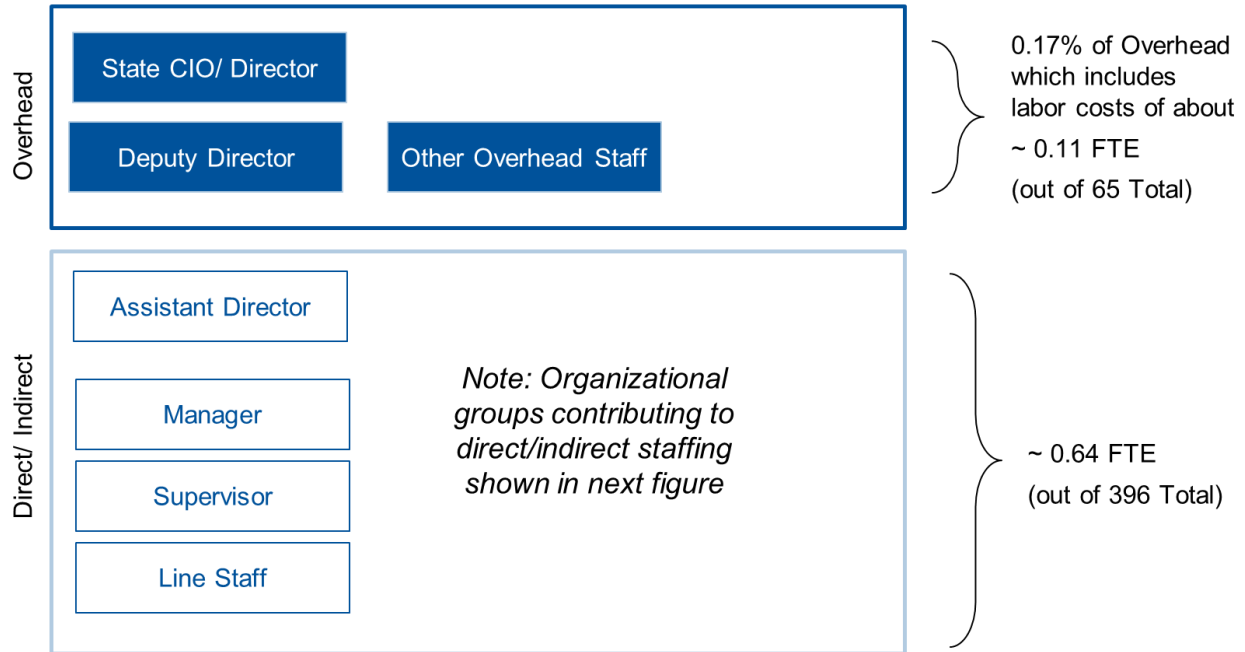 Overhead
State CIO/ Director
Deputy Director
Other Overhead Staff
0.17% of Overhead
which includes
labor costs of about
~ 0.11 FTE
(out of 65 Total)
Direct/ Indirect
Assistant Director
Manager
Supervisor
Line Staff
Note: Organizational
groups contributing to
direct/indirect staffing
shown in next figure
~ 0.64 FTE
(out of 396 Total)